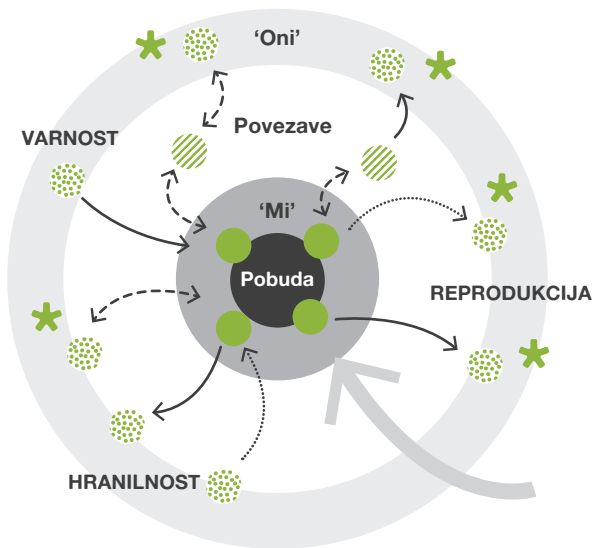 ‘Oni’
Povezave
VARNOST
‘Mi’
Pobuda
REPRODUKCIJA
HRANILNOST